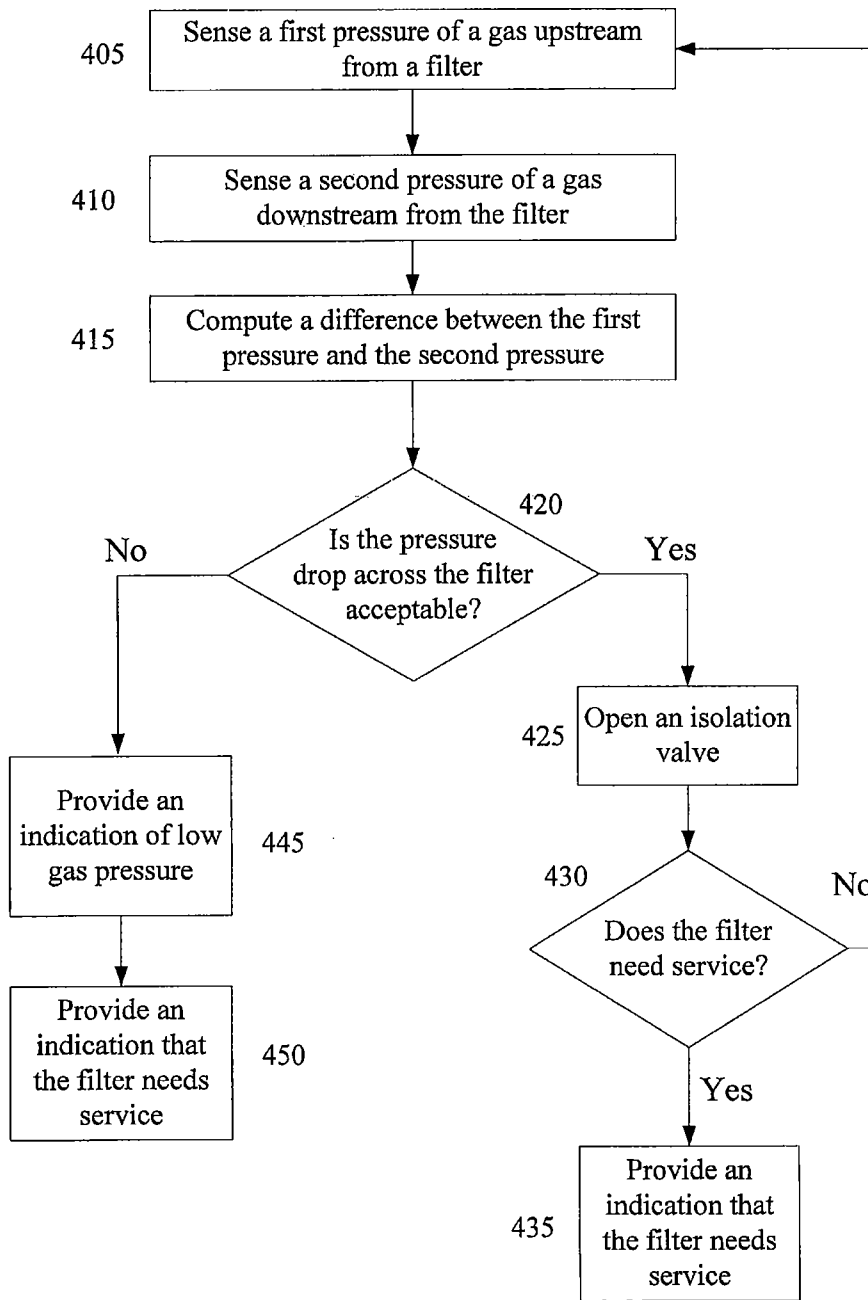 405
Sense a first pressure of a gas upstream
from a filter
410
Sense a second pressure of a gas
downstream from the filter
415
Compute a difference between the first
pressure and the second pressure
420
Is the pressure
drop across the filter
acceptable?
No
Yes
425
Open an isolation
valve
Provide an
indication of low
gas pressure
445
430
No
Does the filter
need service?
Provide an
indication that
the filter needs
service
450
Yes
435
Provide an
indication that
the filter needs
service